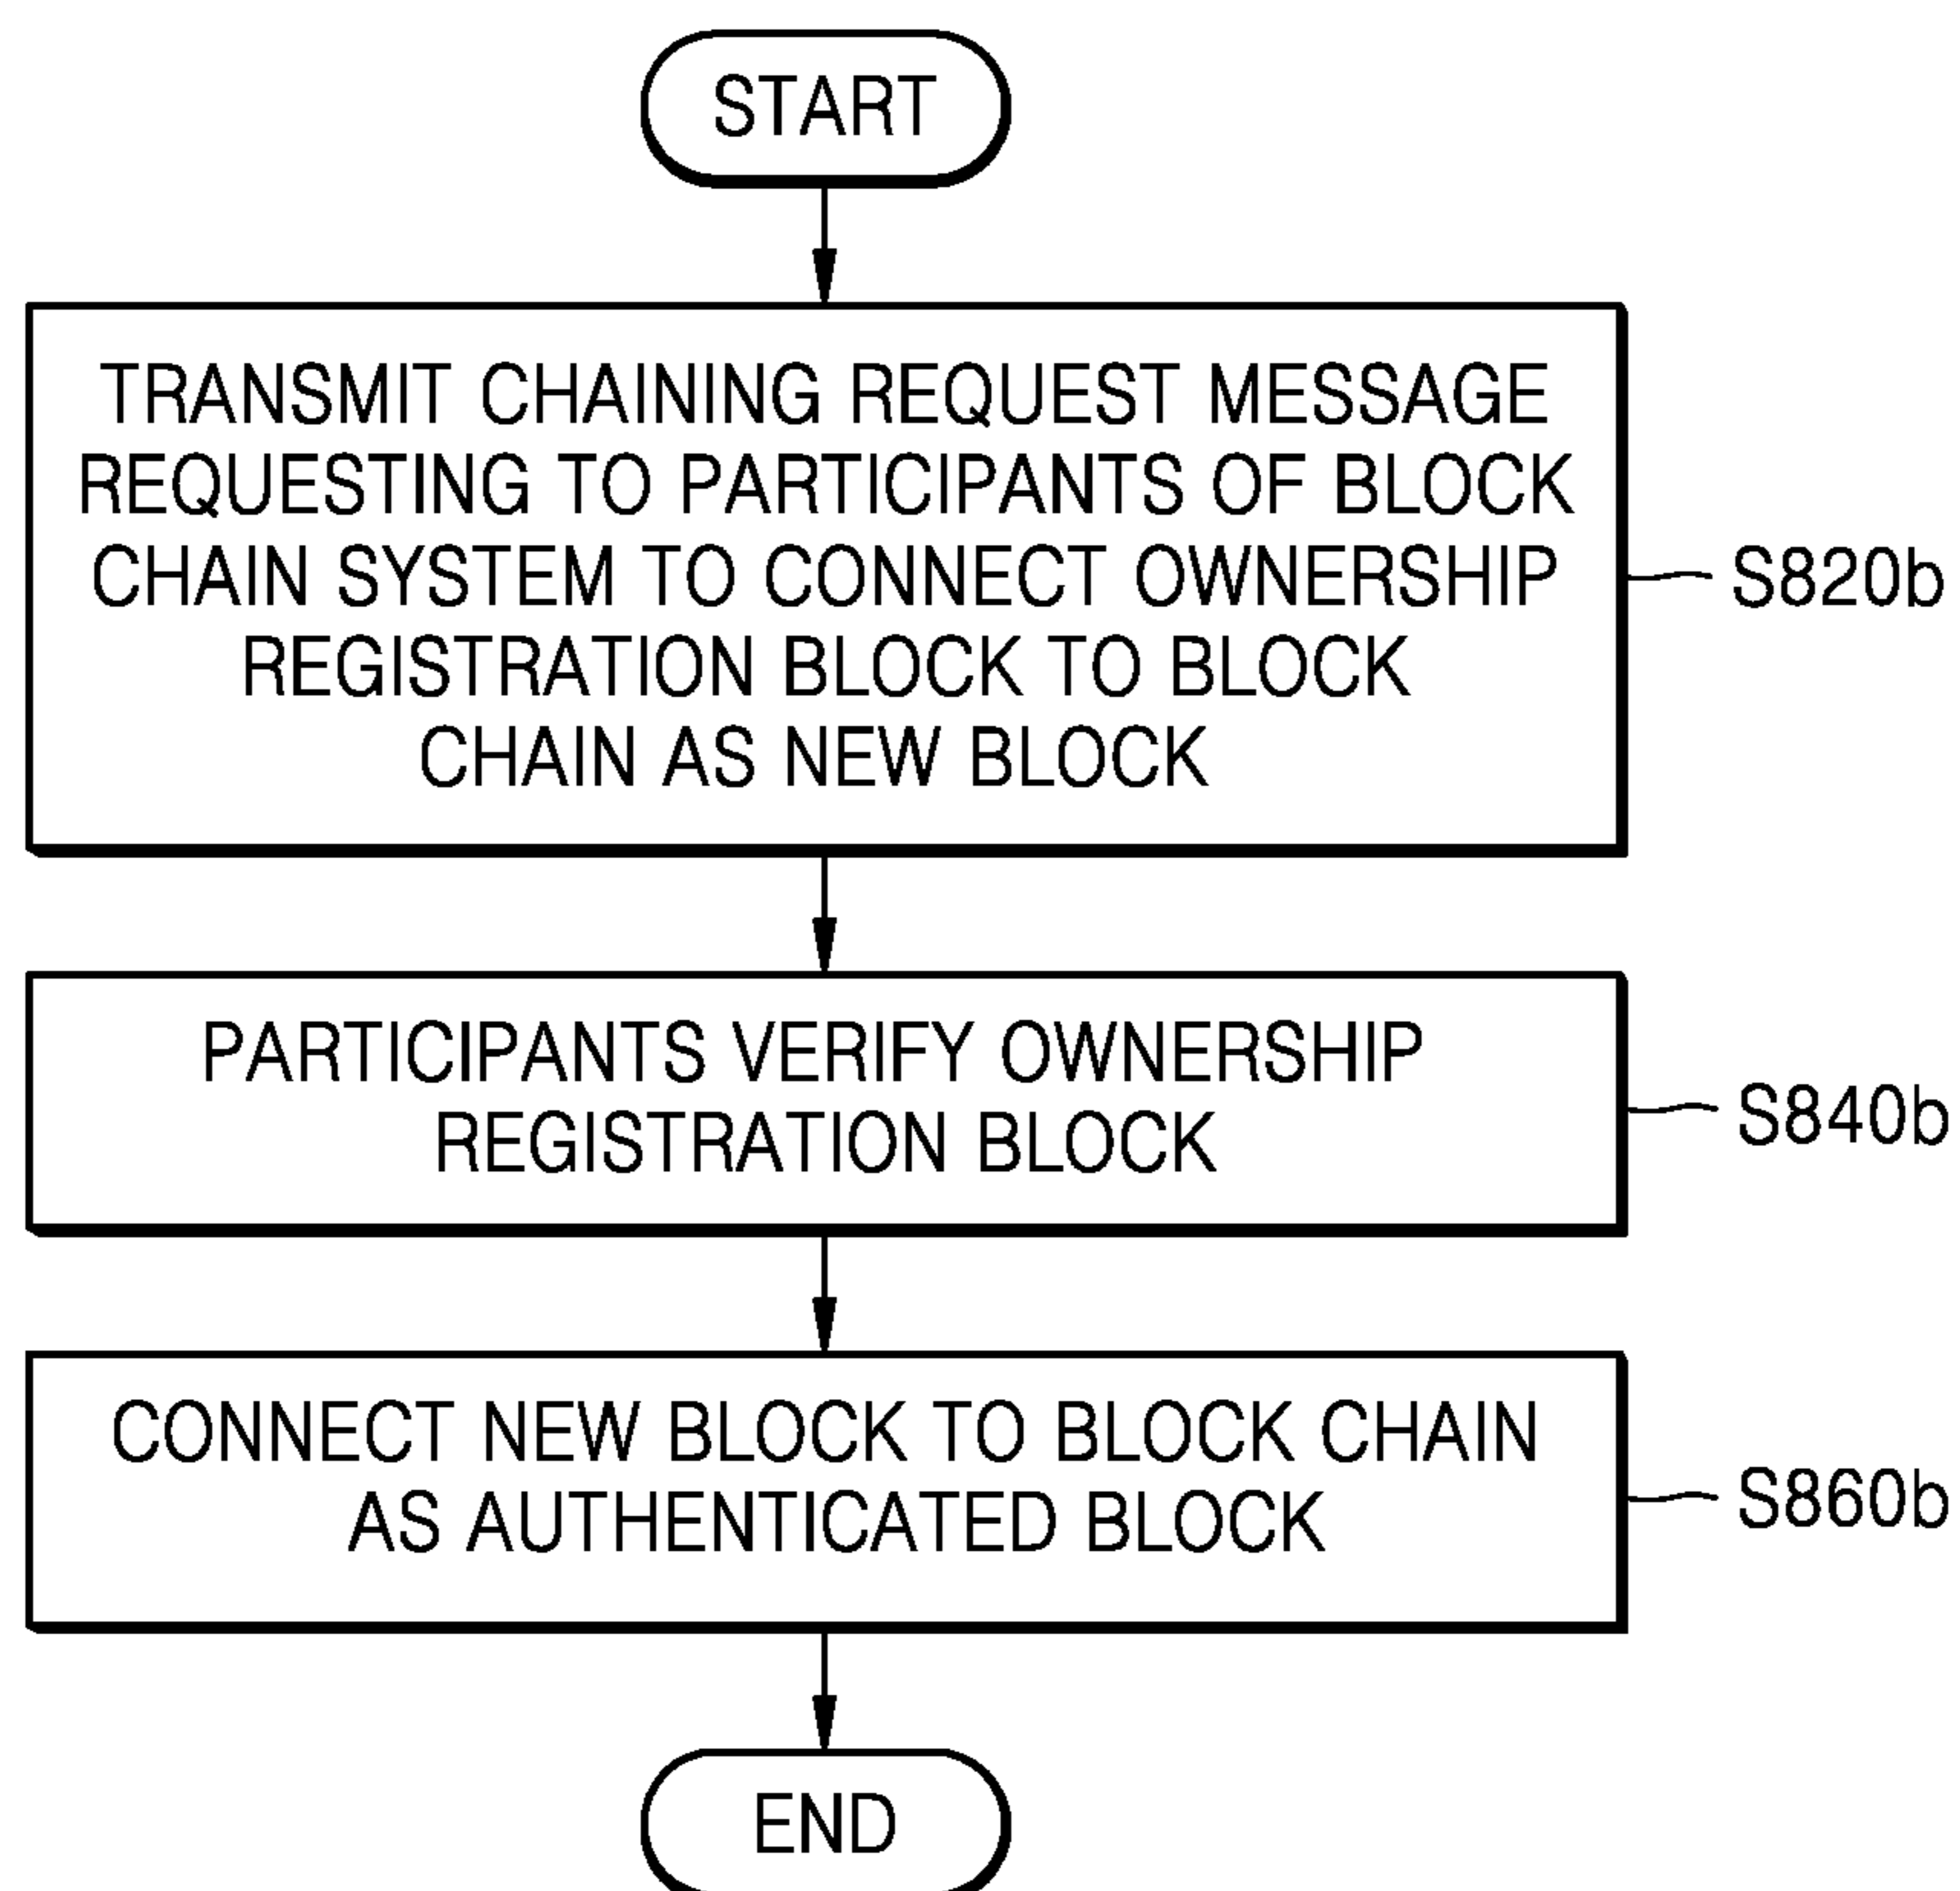 START
TRANSMIT CHAINING REQUEST MESSAGE
REQUESTING TO PARTICIPANTS OF BLOCK
CHAIN SYSTEM TO CONNECT OWNERSHIP
REGISTRATION BLOCK TO BLOCK
CHAIN AS NEW BLOCK
S820b
PARTICIPANTS VERIFY OWNERSHIP
REGISTRATION BLOCK
S840b
CONNECT NEW BLOCK TO BLOCK CHAIN
AS AUTHENTICATED BLOCK
S860b
END